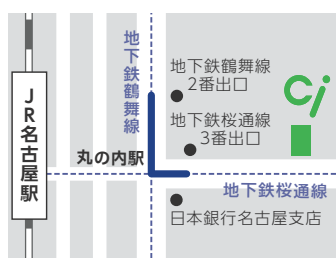 地下鉄鶴舞線
地下鉄鶴舞線
2番出口
地下鉄桜通線
3番出口
Cj
JR名古屋駅
丸の内駅
地下鉄桜通線
日本銀行名古屋支店